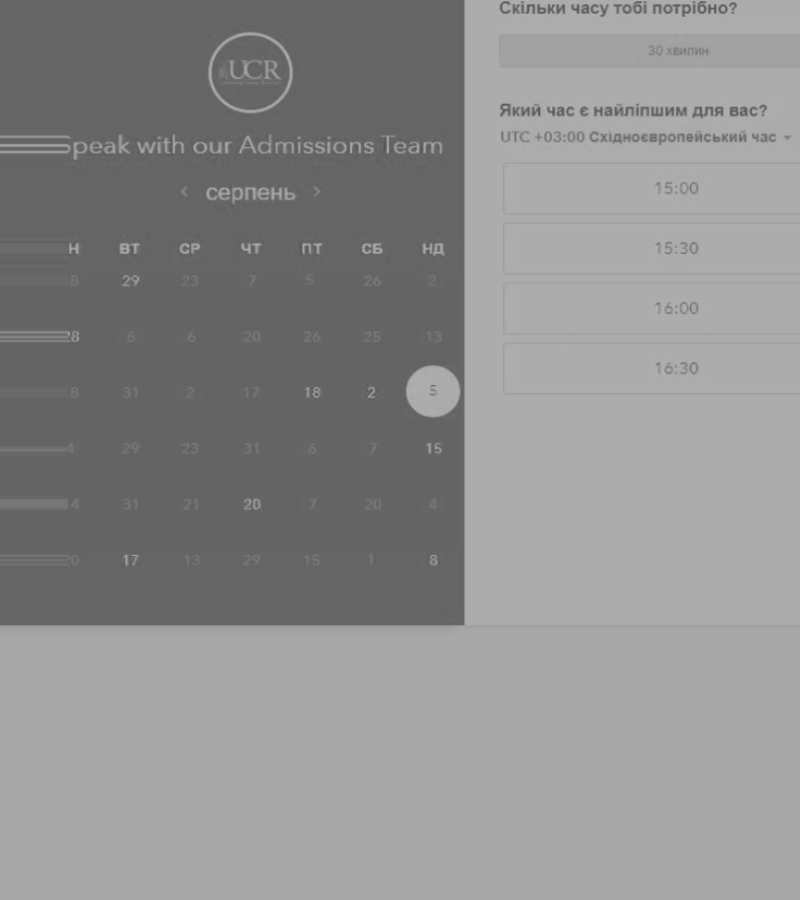 UCR
peak with our Admissions Team
серпень
Н ВТ СР ЧТ ПТ СБ НД
8 29 23 7 5 26 2
28 6 6 20 26 25 13
8 31 2 17 18 2 5
4 29 23 31 6 7 15
4 31 21 20 7 20 4
0 17 13 29 15 1 8
Скільки часу тобі потрібно?
30 хвилин
Який час є найліпшим для вас?
UTC +03:00 Східноєвропейський час
15:00
15:30
16:00
16:30